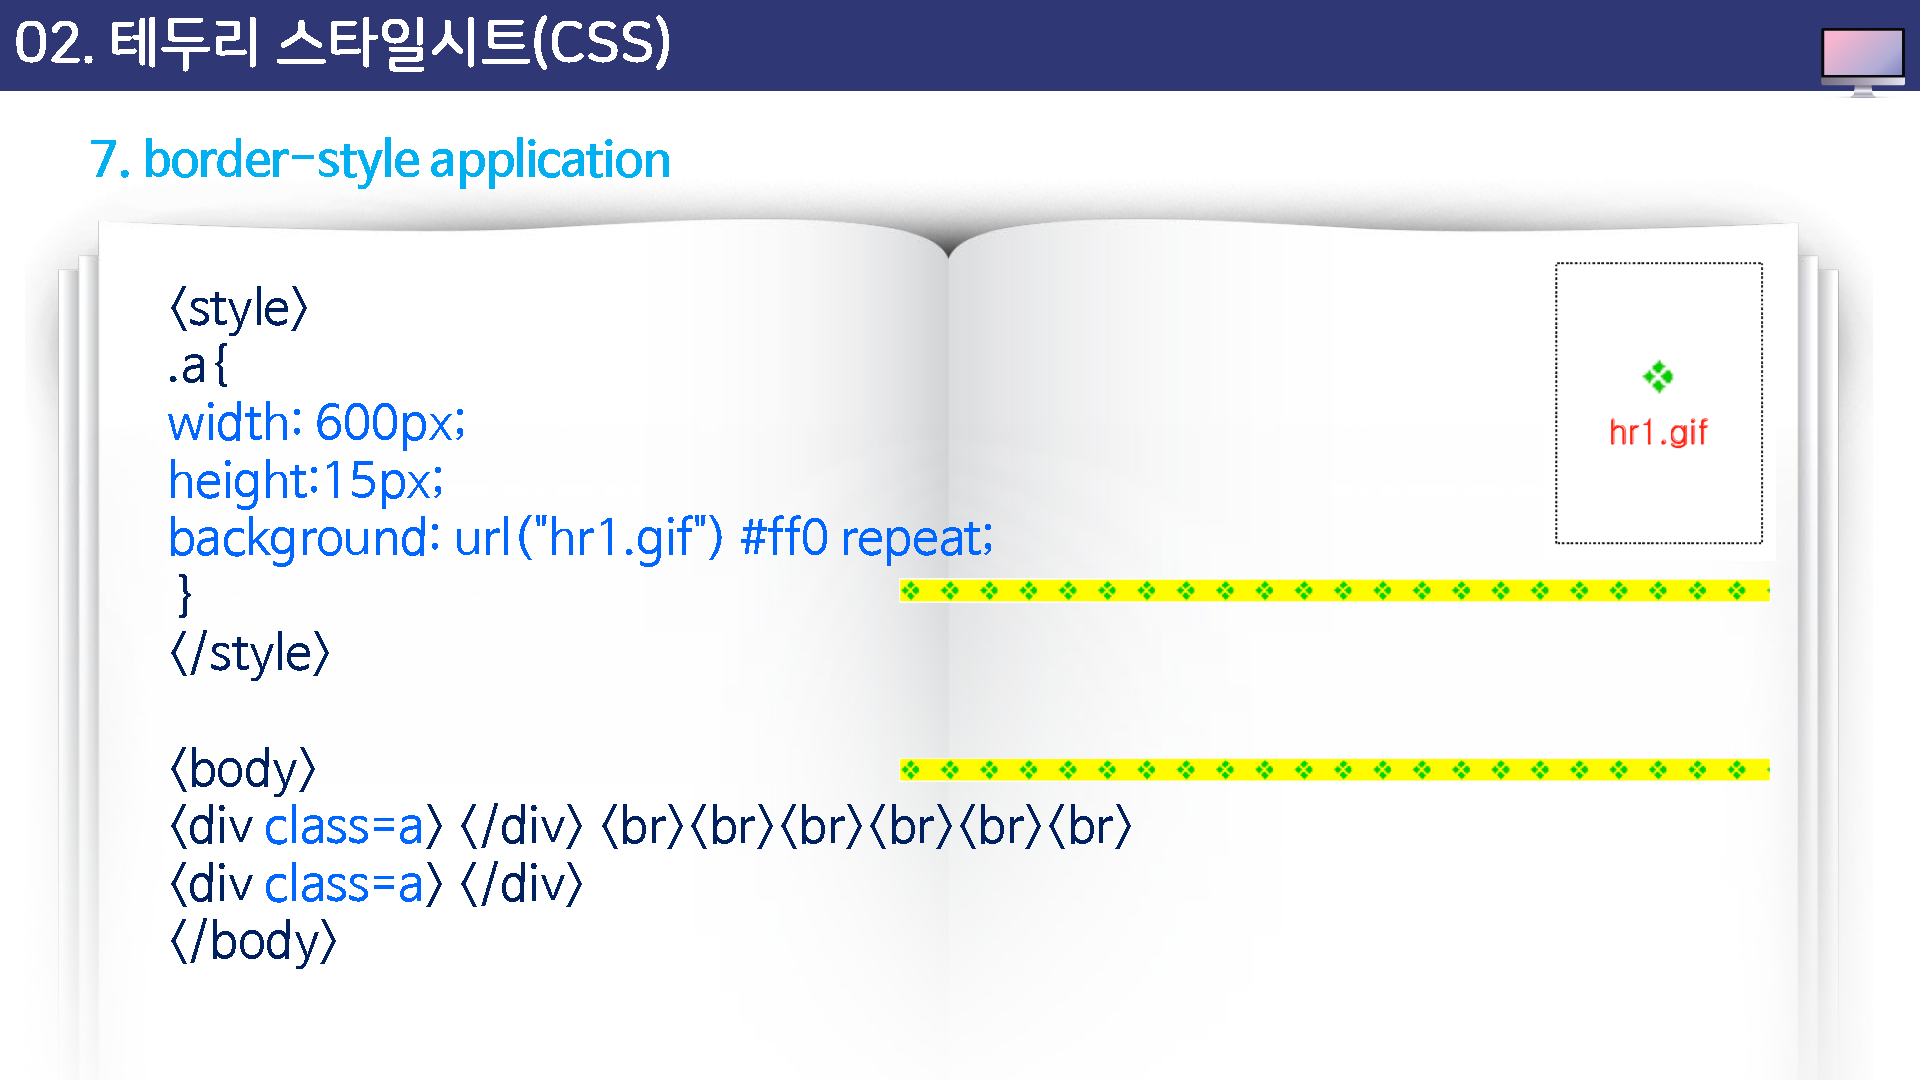 02. 테두리 스타일시트(CSS)
7. border-style application
<style>
.a{
width: 600px;
height:15px;
background: url("hr1.gif") #ff0 repeat;
}
</style>
hr1.gif
<body>
<div class=a> </div> <br><br><br><br><br><br>
<div class=a> </div>
</body>